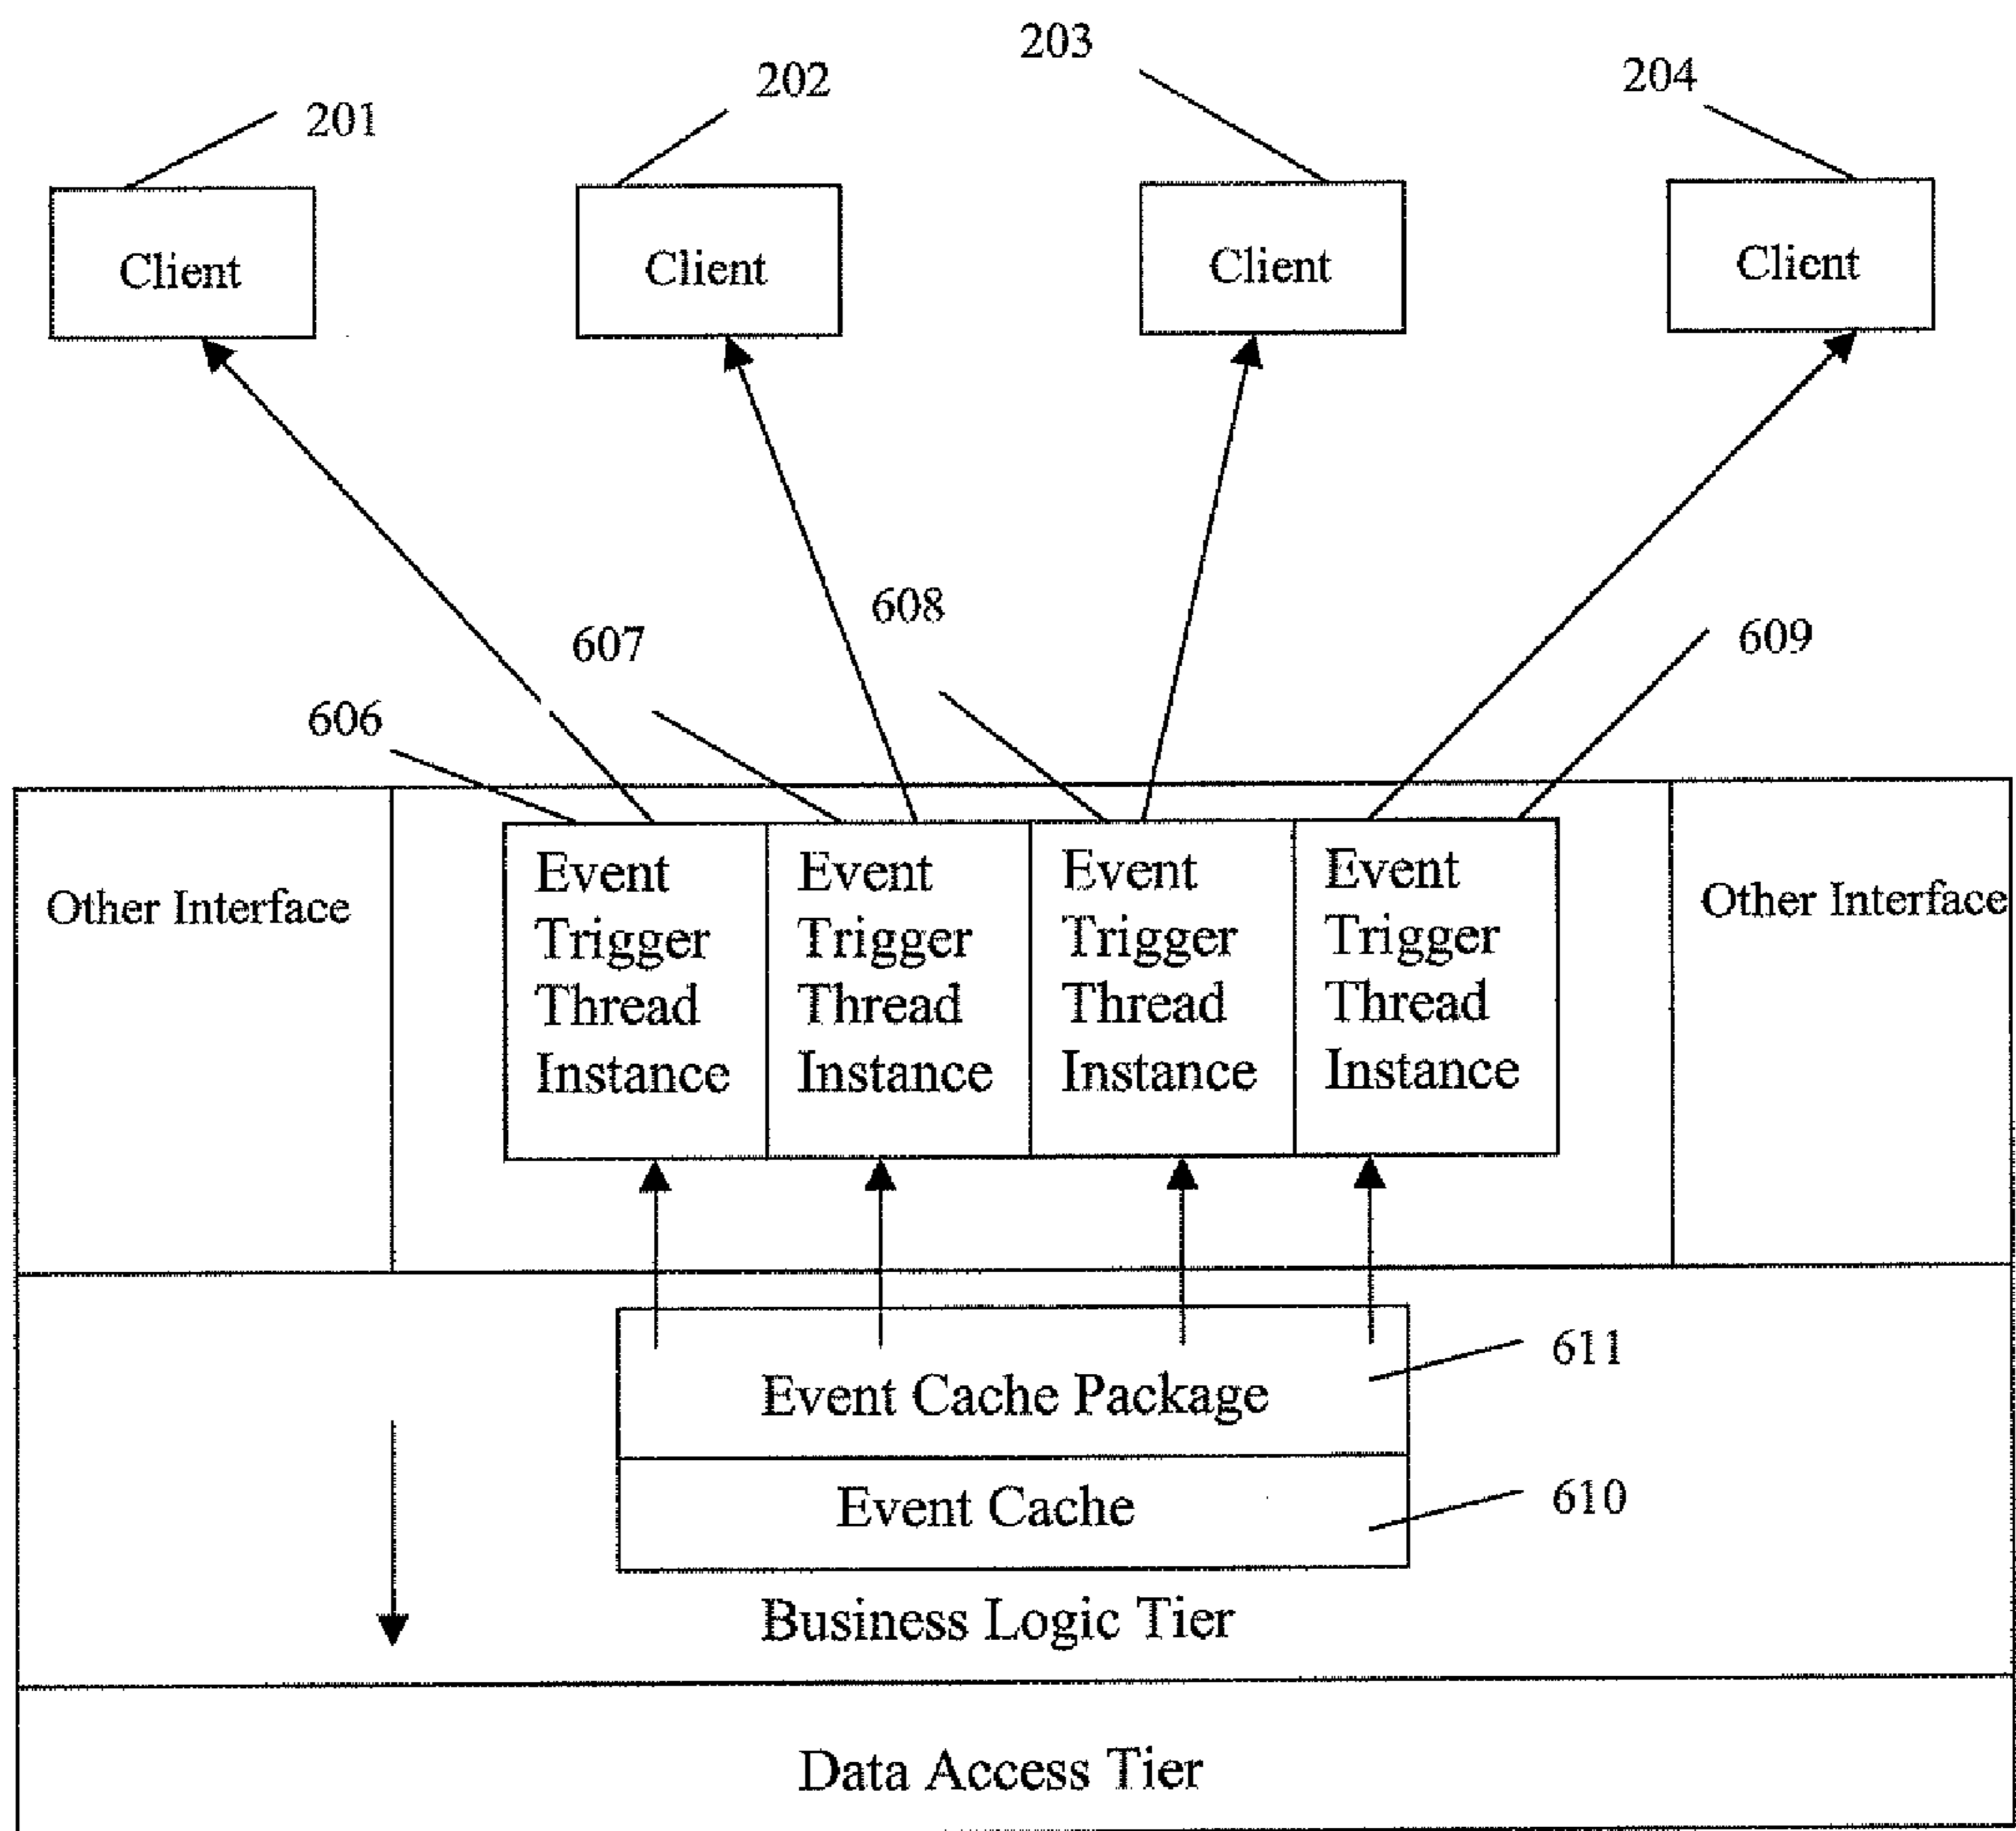 203
202
204
201
Client
Client
Client
Client
608
607
609
606
Other Interface
Event
Trigger
Thread
Instance
Event
Trigger
Thread
Instance
Event
Trigger
Thread
Instance
Event
Trigger
Thread
Instance
Other Interface
611
Event Cache Package
610
Event Cache
Business Logic Tier
Data Access Tier